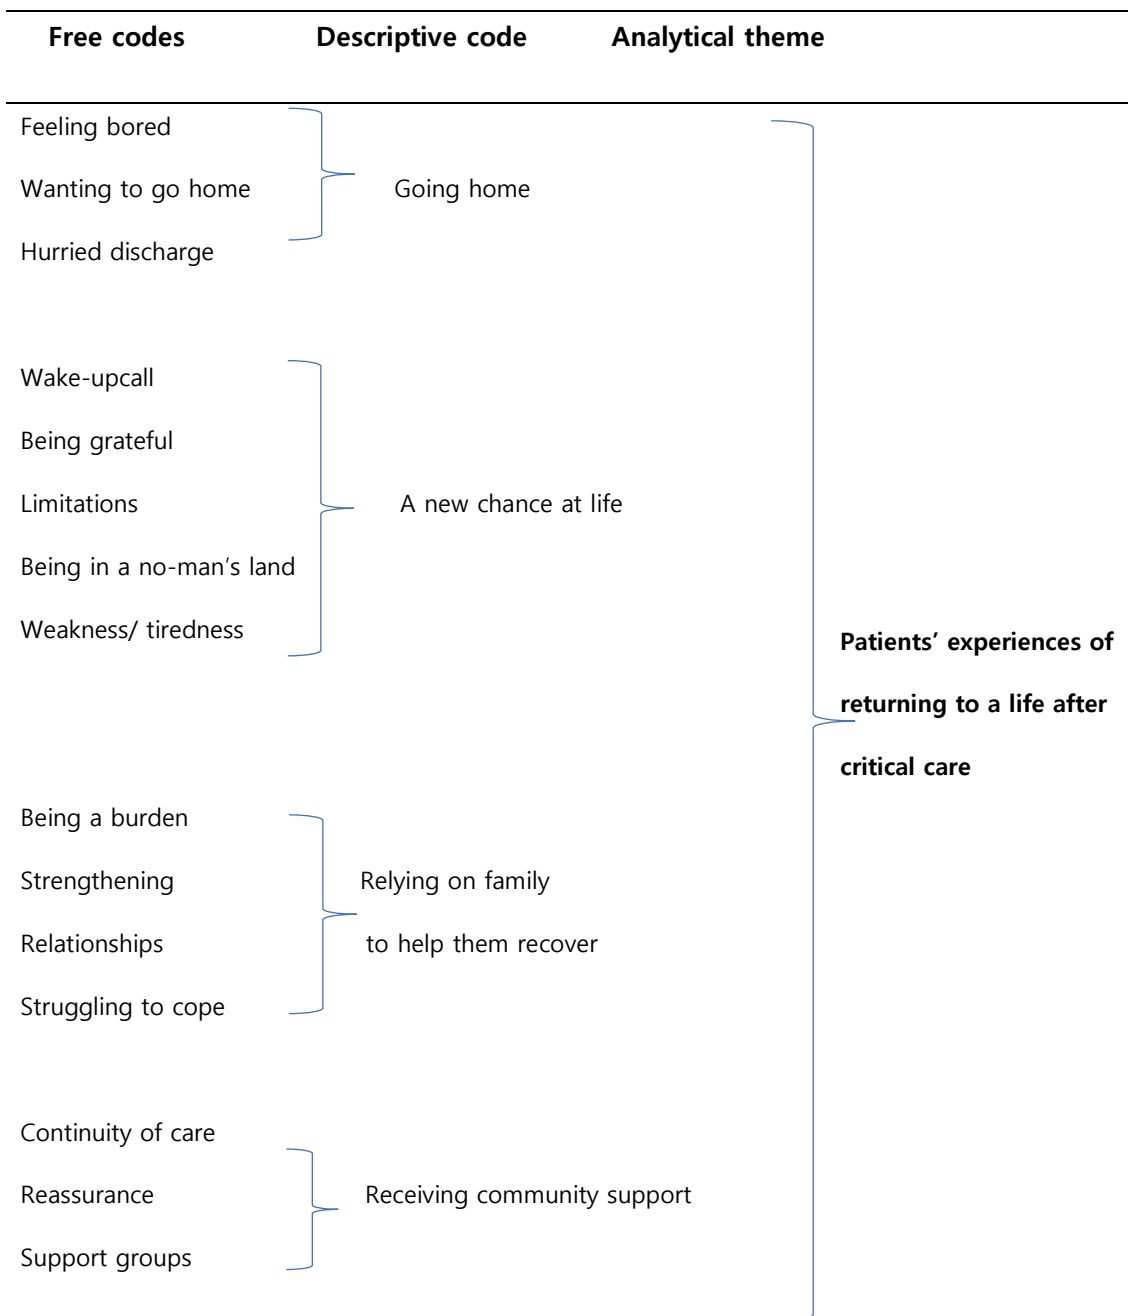 Free codes Descriptive code Analytical theme
Feeling bored
Wanting to go home Going home
Hurried discharge
Wake-upcall
Being grateful
Limitations A new chance at life
Being in a no-man’s land
Weakness/ tiredness
Patients’ experiences of
returning to a life after
critical care
Being a burden
Strengthening Relying on family
Relationships to help them recover
Struggling to cope
Continuity of care
Reassurance Receiving community support
Support groups